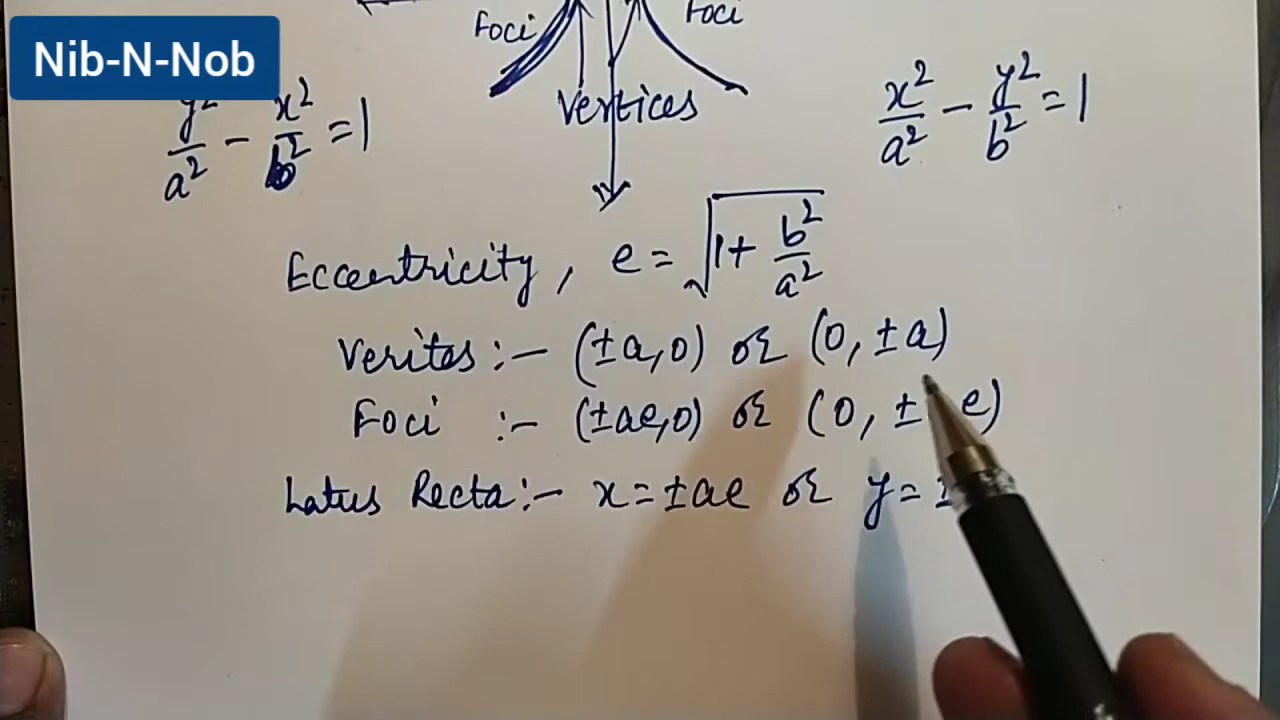 Nib-N-Nob
Foci Foci
Vertices
y²/a² - x²/b² = 1
x²/a² - y²/b² = 1
Eccentricity, e = √(1 + b²/a²)
Verites :- (±a, 0) or (0, ±a)
Foci :- (±ae, 0) or (0, ± e)
Latus Recta :- x = ±ae or y = ±